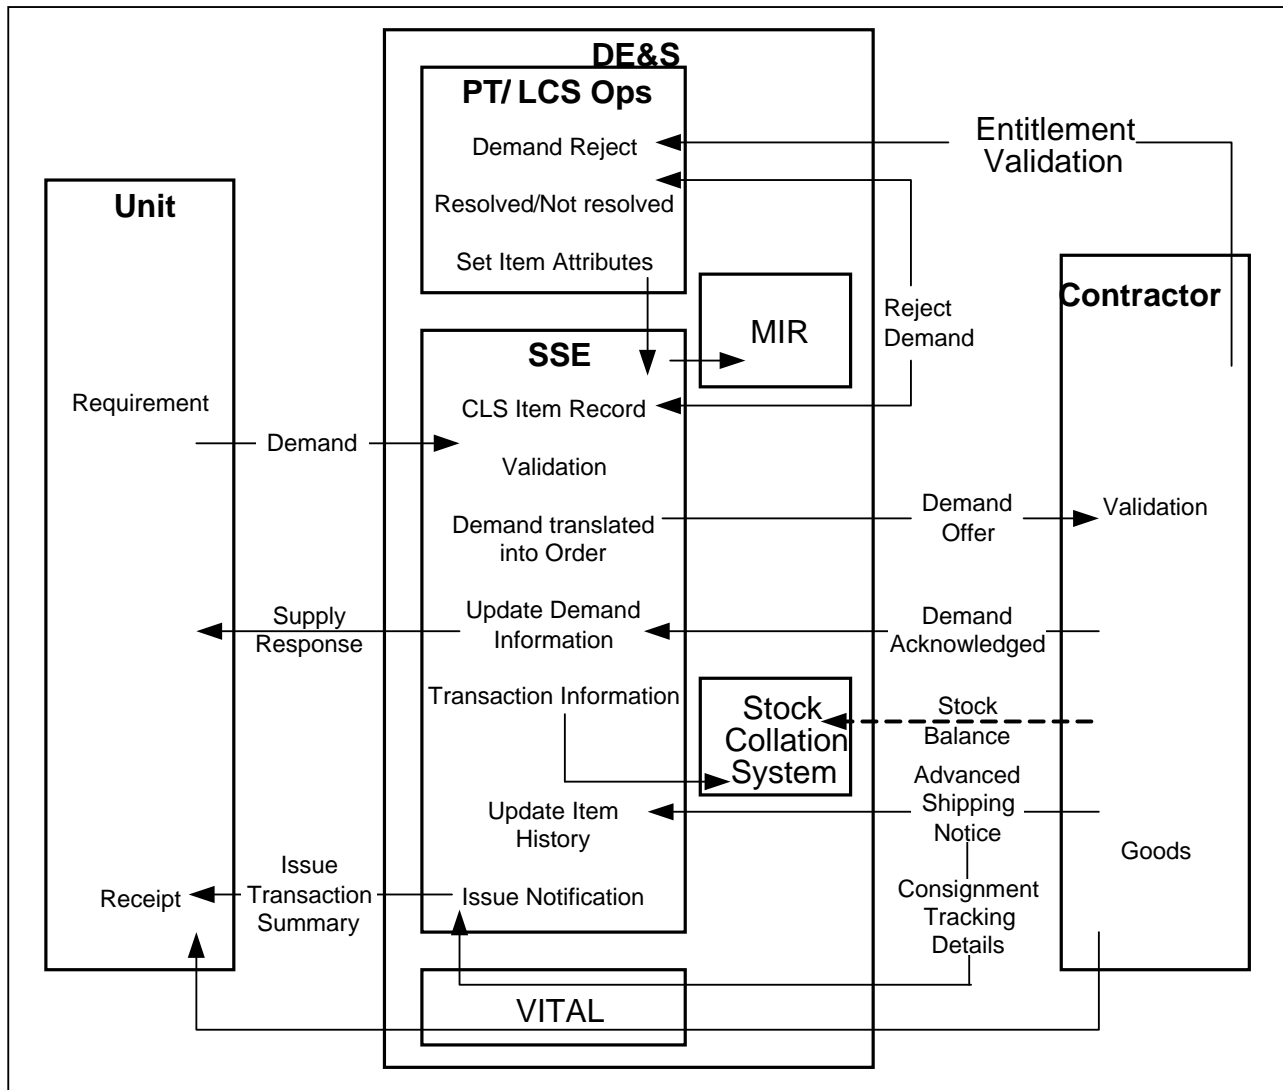 DE&S
PT/ LCS Ops
Demand Reject
Resolved/Not resolved
Set Item Attributes
Entitlement
Validation
Unit
Requirement
Demand
MIR
Reject
Demand
Contractor
SSE
CLS Item Record
Validation
Demand translated
into Order
Demand
Offer
Validation
Supply
Response
Update Demand
Information
Demand
Acknowledged
Transaction Information
Stock
Collation
System
Stock
Balance
Update Item
History
Advanced
Shipping
Notice
Goods
Receipt
Issue
Transaction
Summary
Issue Notification
Consignment
Tracking
Details
VITAL